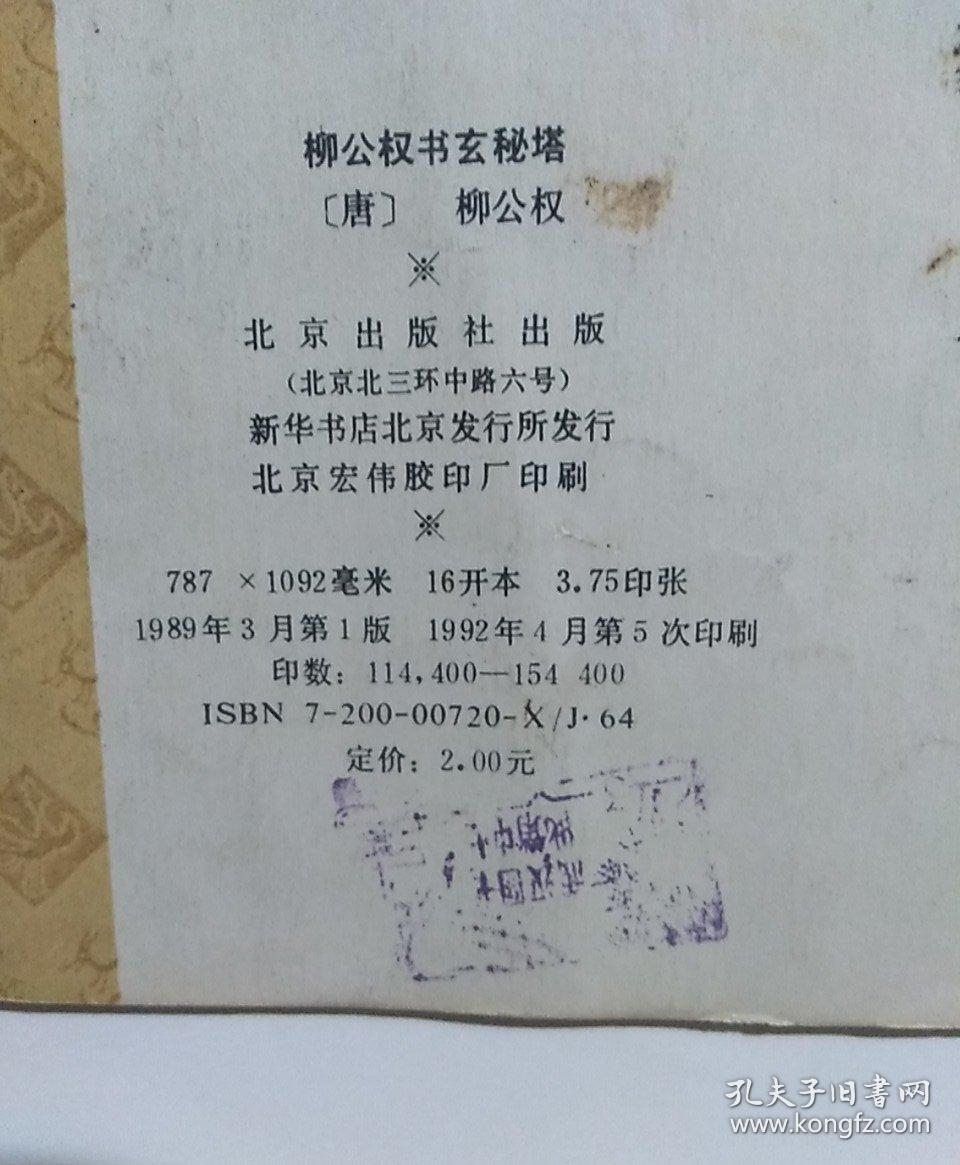 柳公权书玄秘塔
〔唐〕 柳公权
※
北京出版社出版
（北京北三环中路六号）
新华书店北京发行所发行
北京宏伟胶印厂印刷
※
787 ×1092毫米 16开本 3.75印张
1989年3月第1版 1992年4月第5次印刷
印数：114,400—154 400
ISBN 7-200-00720-X/J·64
定价：2.00元
武汉图
孔夫子旧书网
www.kongfz.com